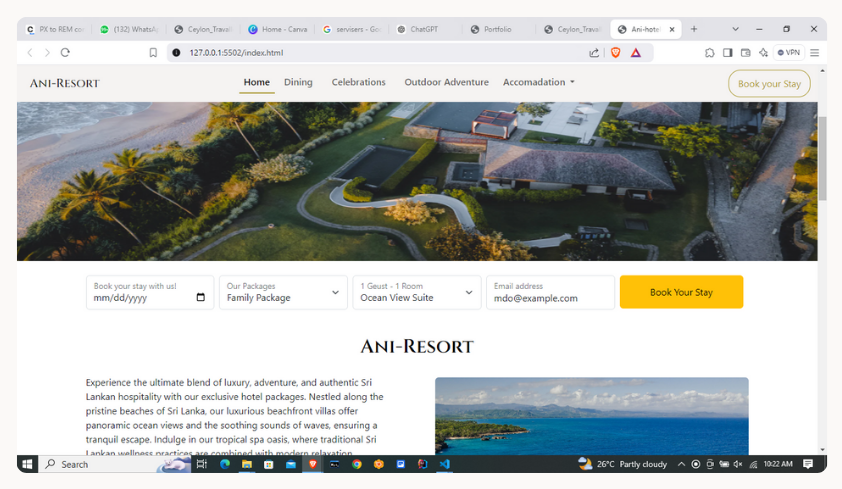 PX to REM con
(132) WhatsA
Ceylon_Travall
Home - Canva
servisers - Goo
ChatGPT
Portfolio
Ceylon_Traval
Ani-hotel
127.0.0.1:5502/index.html
VPN
ANI-RESORT
Home
Dining
Celebrations
Outdoor Adventure
Accomadation
Book your Stay
Book your stay with us!
mm/dd/yyyy
Our Packages
Family Package
1 Geust - 1 Room
Ocean View Suite
Email address
mdo@example.com
Book Your Stay
ANI-RESORT
Experience the ultimate blend of luxury, adventure, and authentic Sri
Lankan hospitality with our exclusive hotel packages. Nestled along the
pristine beaches of Sri Lanka, our luxurious beachfront villas offer
panoramic ocean views and the soothing sounds of waves, ensuring a
tranquil escape. Indulge in our tropical spa oasis, where traditional Sri
Lankan wellness practices are combined with modern relaxation
Search
26°C Partly cloudy
10:22 AM